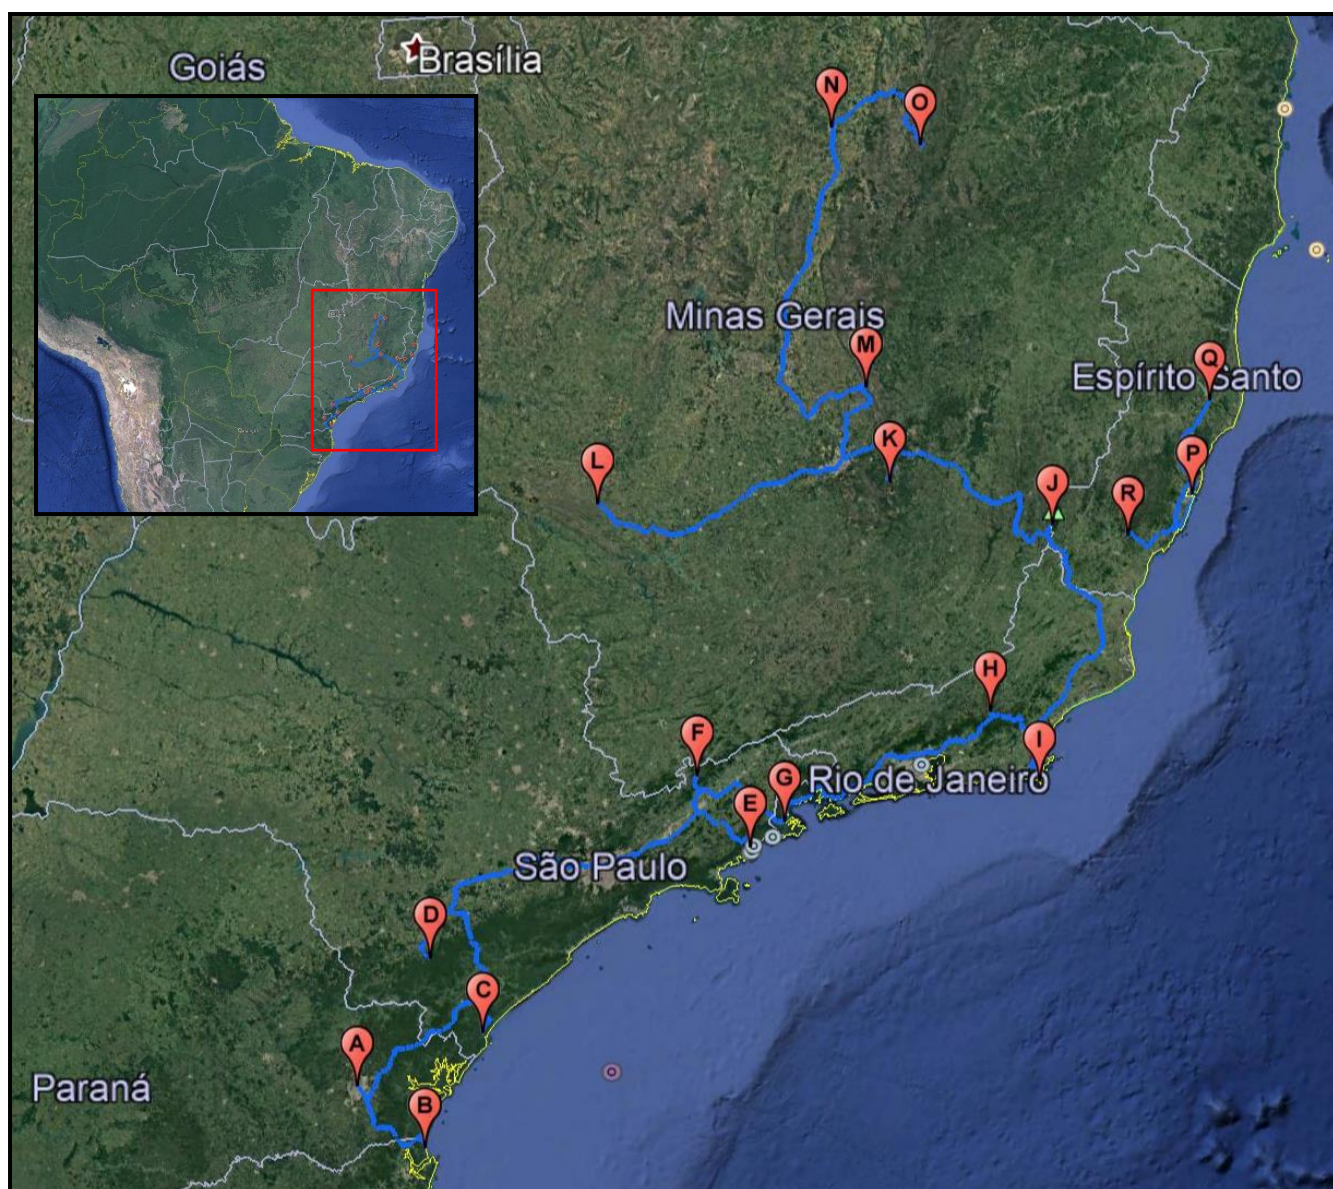 Goiás
Brasília
N
O
Minas Gerais
M
Espírito Santo
Q
K
L
P
J
R
H
F
I
G
Rio de Janeiro
E
São Paulo
D
C
A
Paraná
B